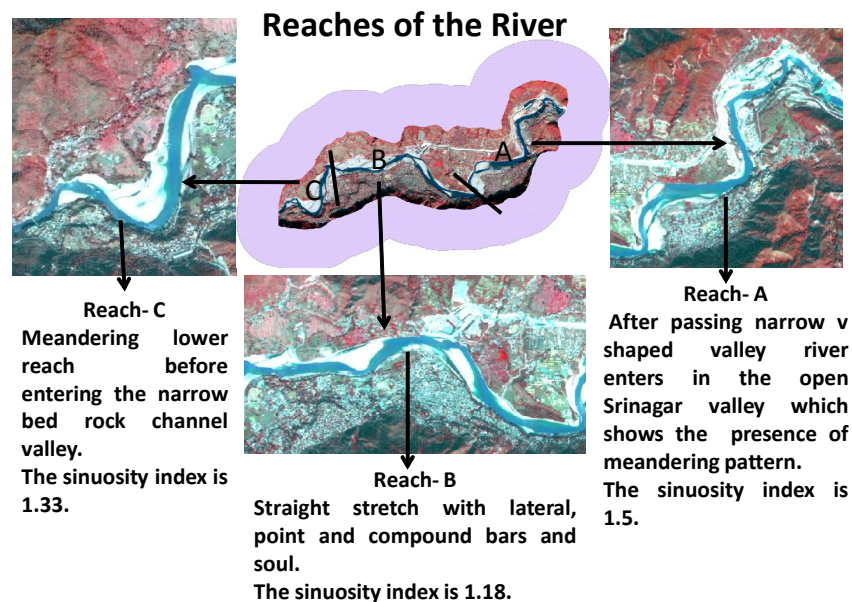 Reaches of the River
A
B
C
Reach- C
Meandering lower
reach before
entering the narrow
bed rock channel
valley.
The sinuosity index is
1.33.
Reach- B
Straight stretch with lateral,
point and compound bars and
soul.
The sinuosity index is 1.18.
Reach- A
After passing narrow v
shaped valley river
enters in the open
Srinagar valley which
shows the presence of
meandering pattern.
The sinuosity index is
1.5.